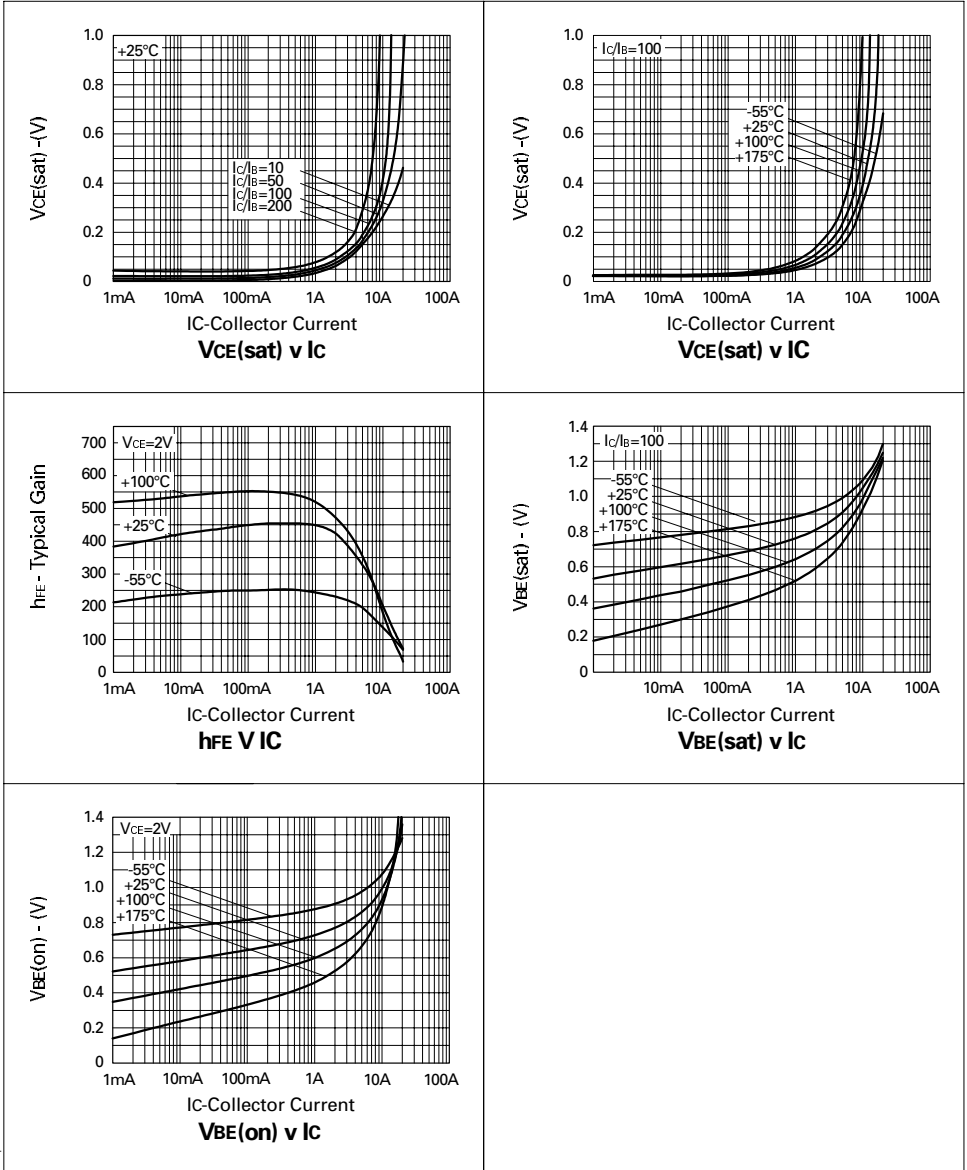 1.0
+25°C
0.8
0.6
IC/IB=10
IC/IB=50
0.4
IC/IB=100
IC/IB=200
0.2
0
VCE(sat) -(V)
1mA 10mA 100mA 1A 10A 100A
IC-Collector Current
VCE(sat) v IC
1.0
IC/IB=100
0.8
-55°C
0.6
+25°C
+100°C
+175°C
0.4
0.2
0
VCE(sat) -(V)
1mA 10mA 100mA 1A 10A 100A
IC-Collector Current
VCE(sat) v IC
700
VCE=2V
600
+100°C
500
+25°C
400
300
-55°C
200
100
0
hFE - Typical Gain
1mA 10mA 100mA 1A 10A 100A
IC-Collector Current
hFE V IC
1.4
IC/IB=100
1.2
-55°C
1.0
+25°C
+100°C
0.8
+175°C
0.6
0.4
0.2
0
VBE(sat) - (V)
10mA 100mA 1A 10A 100A
IC-Collector Current
VBE(sat) v IC
1.4
VCE=2V
1.2
-55°C
1.0
+25°C
+100°C
0.8
+175°C
0.6
0.4
0.2
0
VBE(on) - (V)
1mA 10mA 100mA 1A 10A 100A
IC-Collector Current
VBE(on) v IC